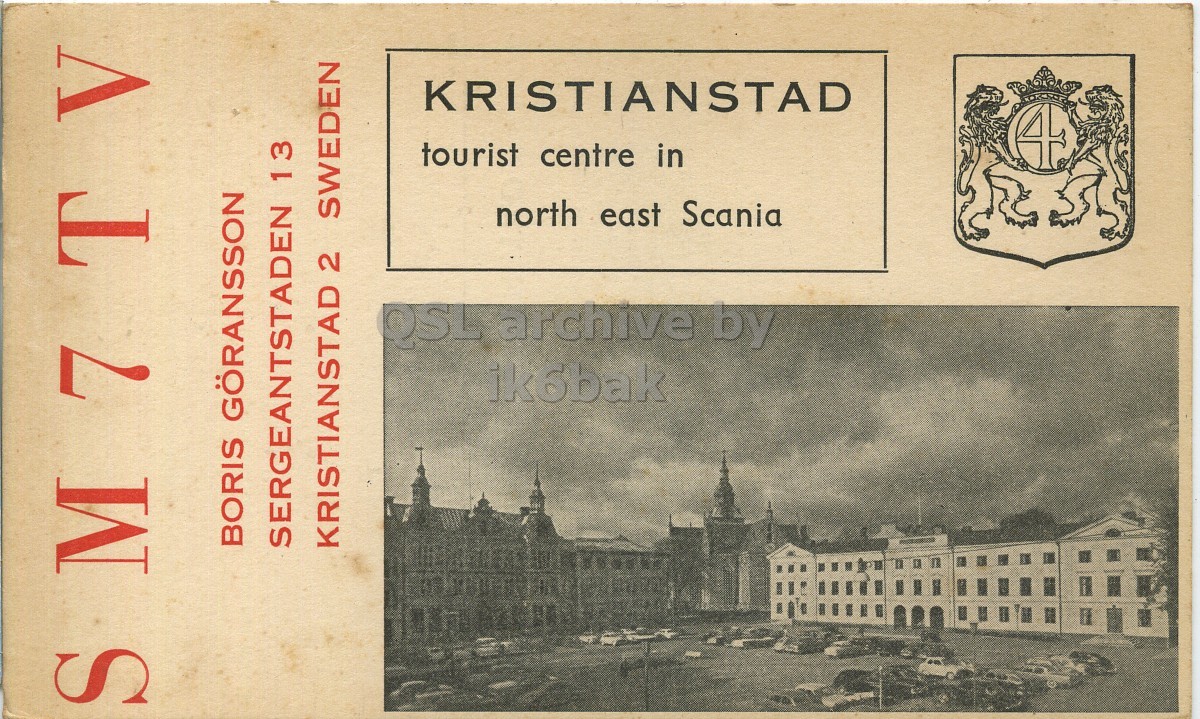 SM7TV
BORIS GÖRANSSON
SERGEANTSTADEN 13
KRISTIANSTAD 2 SWEDEN
KRISTIANSTAD
tourist centre in
north east Scania
C4
QSL archive by
ik6bak